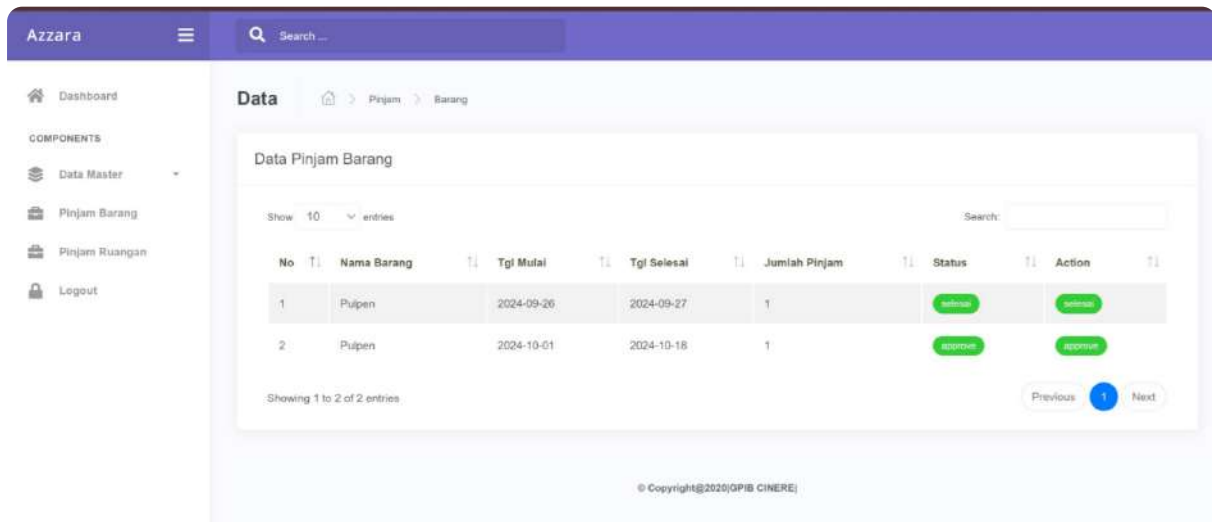 Azzara
Search ...
Dashboard
COMPONENTS
Data Master
Pinjam Barang
Pinjam Ruangan
Logout
Data > Pinjam > Barang
Data Pinjam Barang
Show 10 entries Search:
No Nama Barang Tgl Mulai Tgl Selesai Jumlah Pinjam Status Action
1 Pulpen 2024-09-26 2024-09-27 1 selesai selesai
2 Pulpen 2024-10-01 2024-10-18 1 approve approve
Showing 1 to 2 of 2 entries
Previous 1 Next
© Copyright@2020|GPIB CINERE|